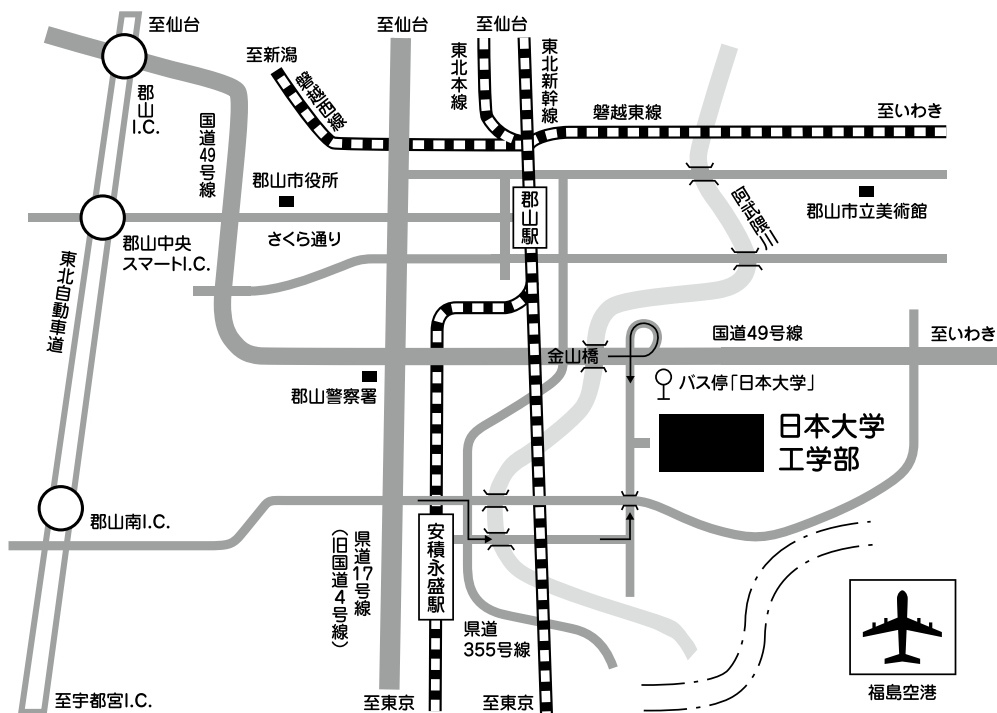 至仙台
至仙台
至仙台
至新潟
磐越西線
東北本線
東北新幹線
磐越東線
至いわき
郡山
I.C.
国道49号線
郡山市役所
郡山駅
阿武隈川
郡山市立美術館
郡山中央
スマートI.C.
さくら通り
東北自動車道
国道49号線
至いわき
金山橋
郡山警察署
バス停「日本大学」
日本大学
工学部
郡山南I.C.
安積永盛駅
県道17号線
（旧国道4号線）
県道
355号線
福島空港
至宇都宮I.C.
至東京
至東京